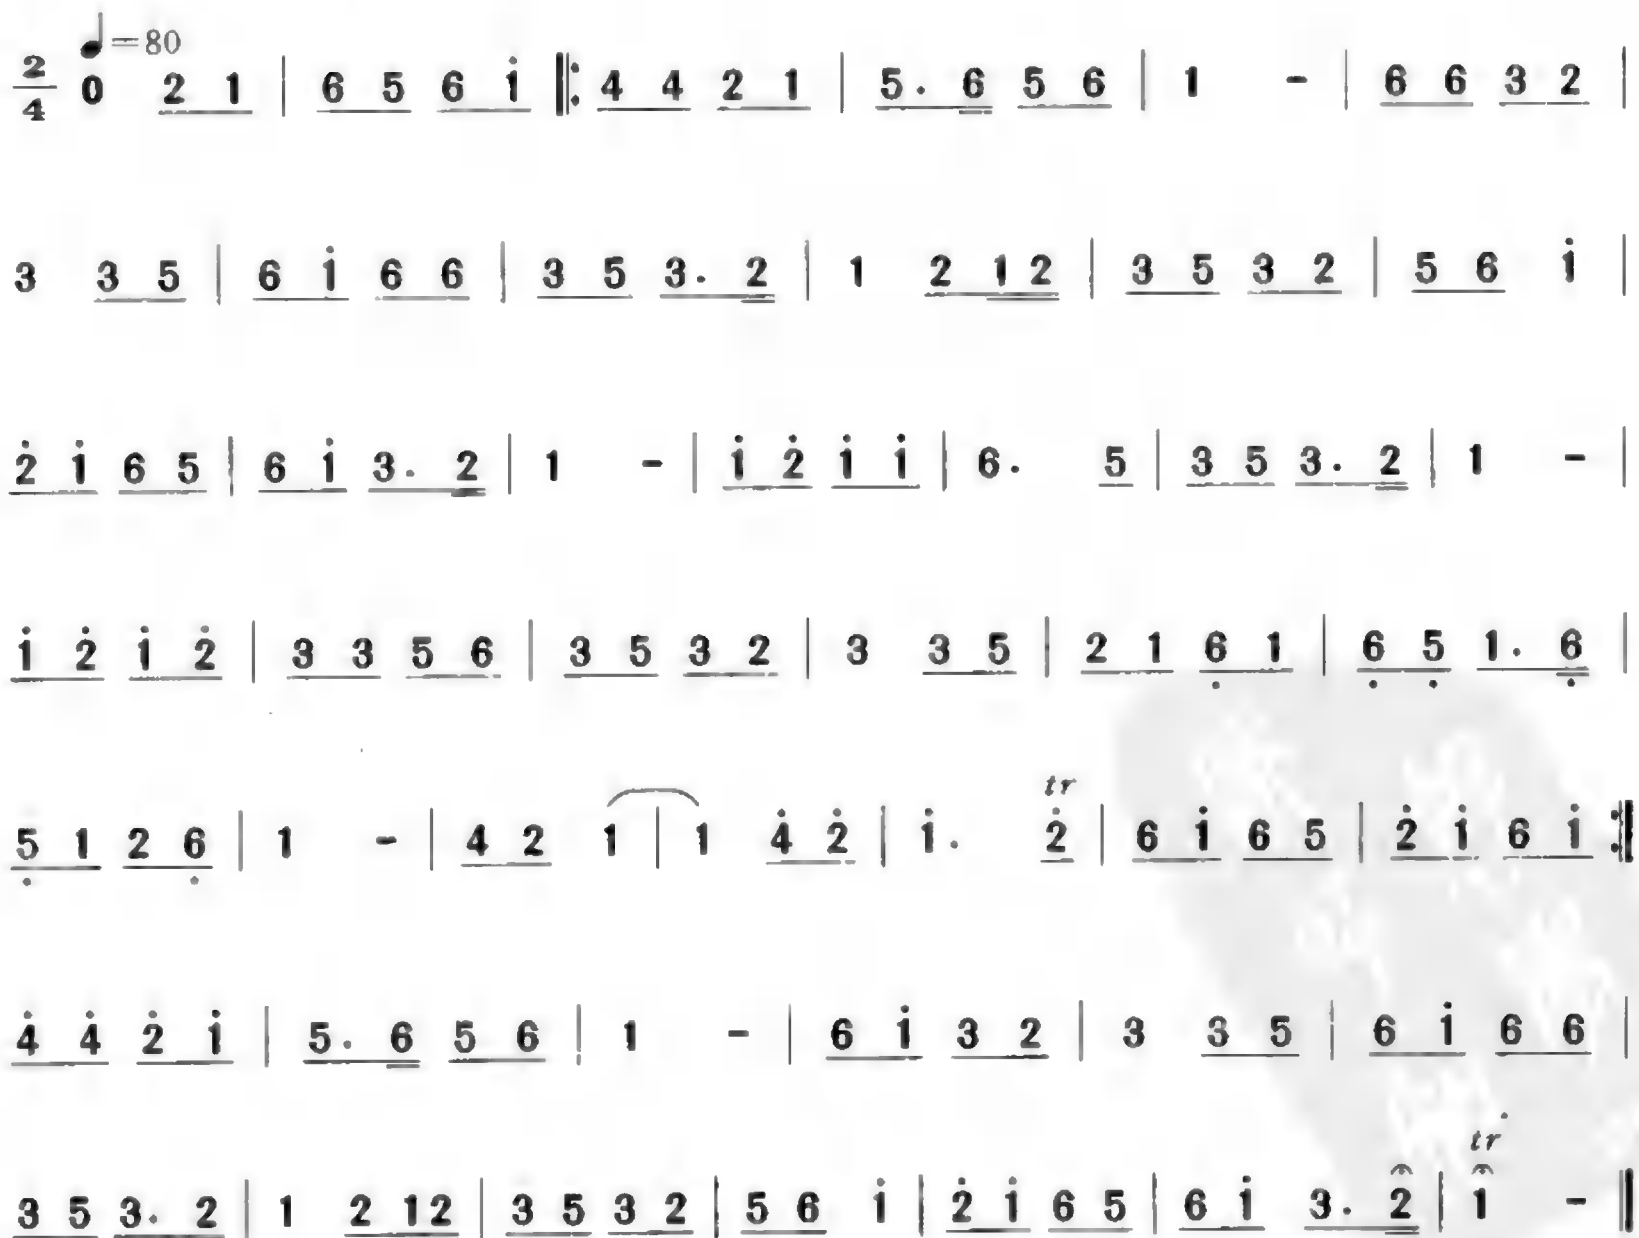 ♩=80
2/4 0 2 1 | 6 5 6 i̇ ‖: 4 4 2 1 | 5. 6 5 6 | 1 - | 6 6 3 2 |
3 3 5 | 6 i̇ 6 6 | 3 5 3. 2 | 1 2 1 2 | 3 5 3 2 | 5 6 i̇ |
2̇ i̇ 6 5 | 6 i̇ 3. 2 | 1 - | i̇ 2̇ i̇ i̇ | 6. 5 | 3 5 3. 2 | 1 - |
i̇ 2̇ i̇ 2̇ | 3 3 5 6 | 3 5 3 2 | 3 3 5 | 2 1 6̣ 1 | 6̣ 5̣ 1. 6̣ |
tr
5̣ 1 2 6̣ | 1 - | 4 2 1 | 1 4̇ 2̇ | i̇. 2̇ | 6 i̇ 6 5 | 2̇ i̇ 6 i̇ :‖
4̇ 4̇ 2̇ i̇ | 5. 6 5 6 | 1 - | 6 i̇ 3 2 | 3 3 5 | 6 i̇ 6 6 |
tr
3 5 3. 2 | 1 2 12 | 3 5 3 2 | 5 6 i̇ | 2̇ i̇ 6 5 | 6 i̇ 3. 2 | 1 - ‖